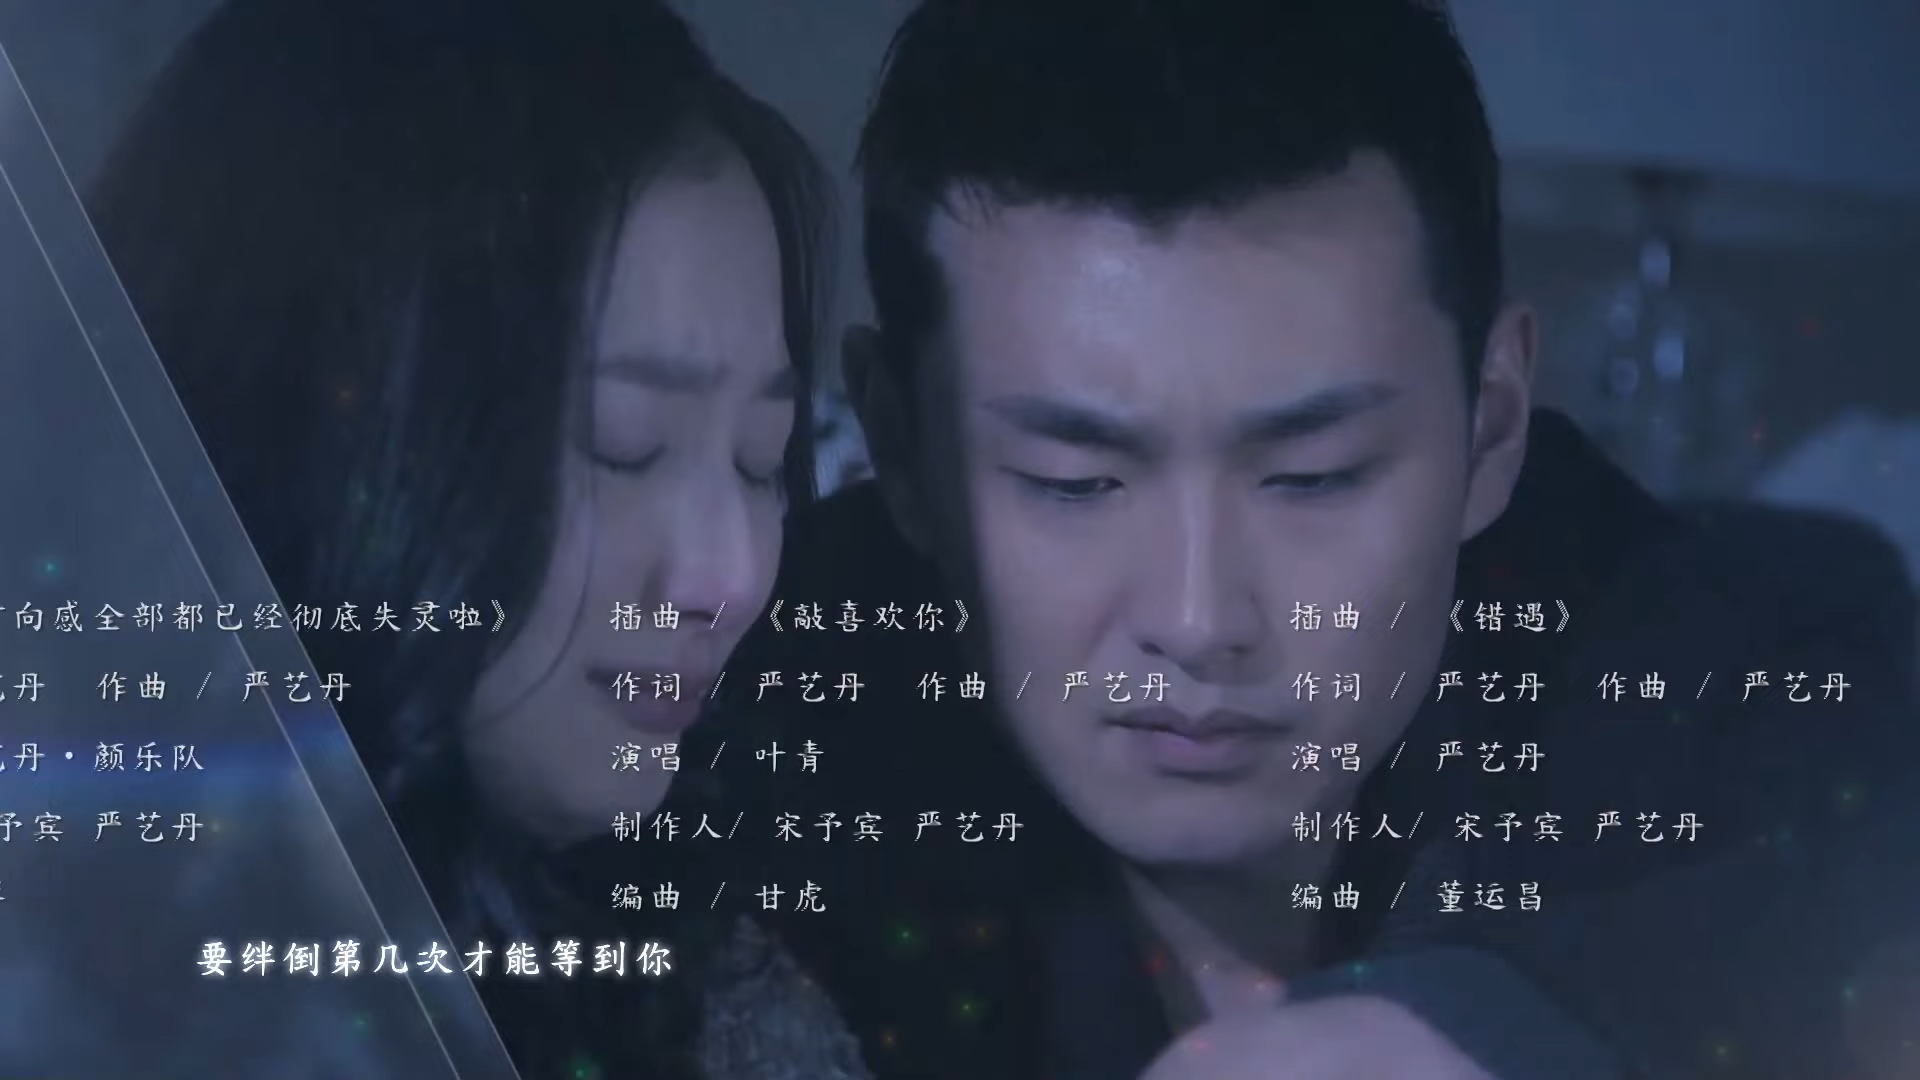 向感全部都已经彻底失灵啦》
丹 作曲 / 严艺丹
丹·颜乐队
予宾 严艺丹
插曲 / 《敲喜欢你》
作词 / 严艺丹 作曲 / 严艺丹
演唱 / 叶青
制作人/ 宋予宾 严艺丹
编曲 / 甘虎
插曲 / 《错遇》
作词 / 严艺丹 作曲 / 严艺丹
演唱 / 严艺丹
制作人/ 宋予宾 严艺丹
编曲 / 董运昌
要绊倒第几次才能等到你